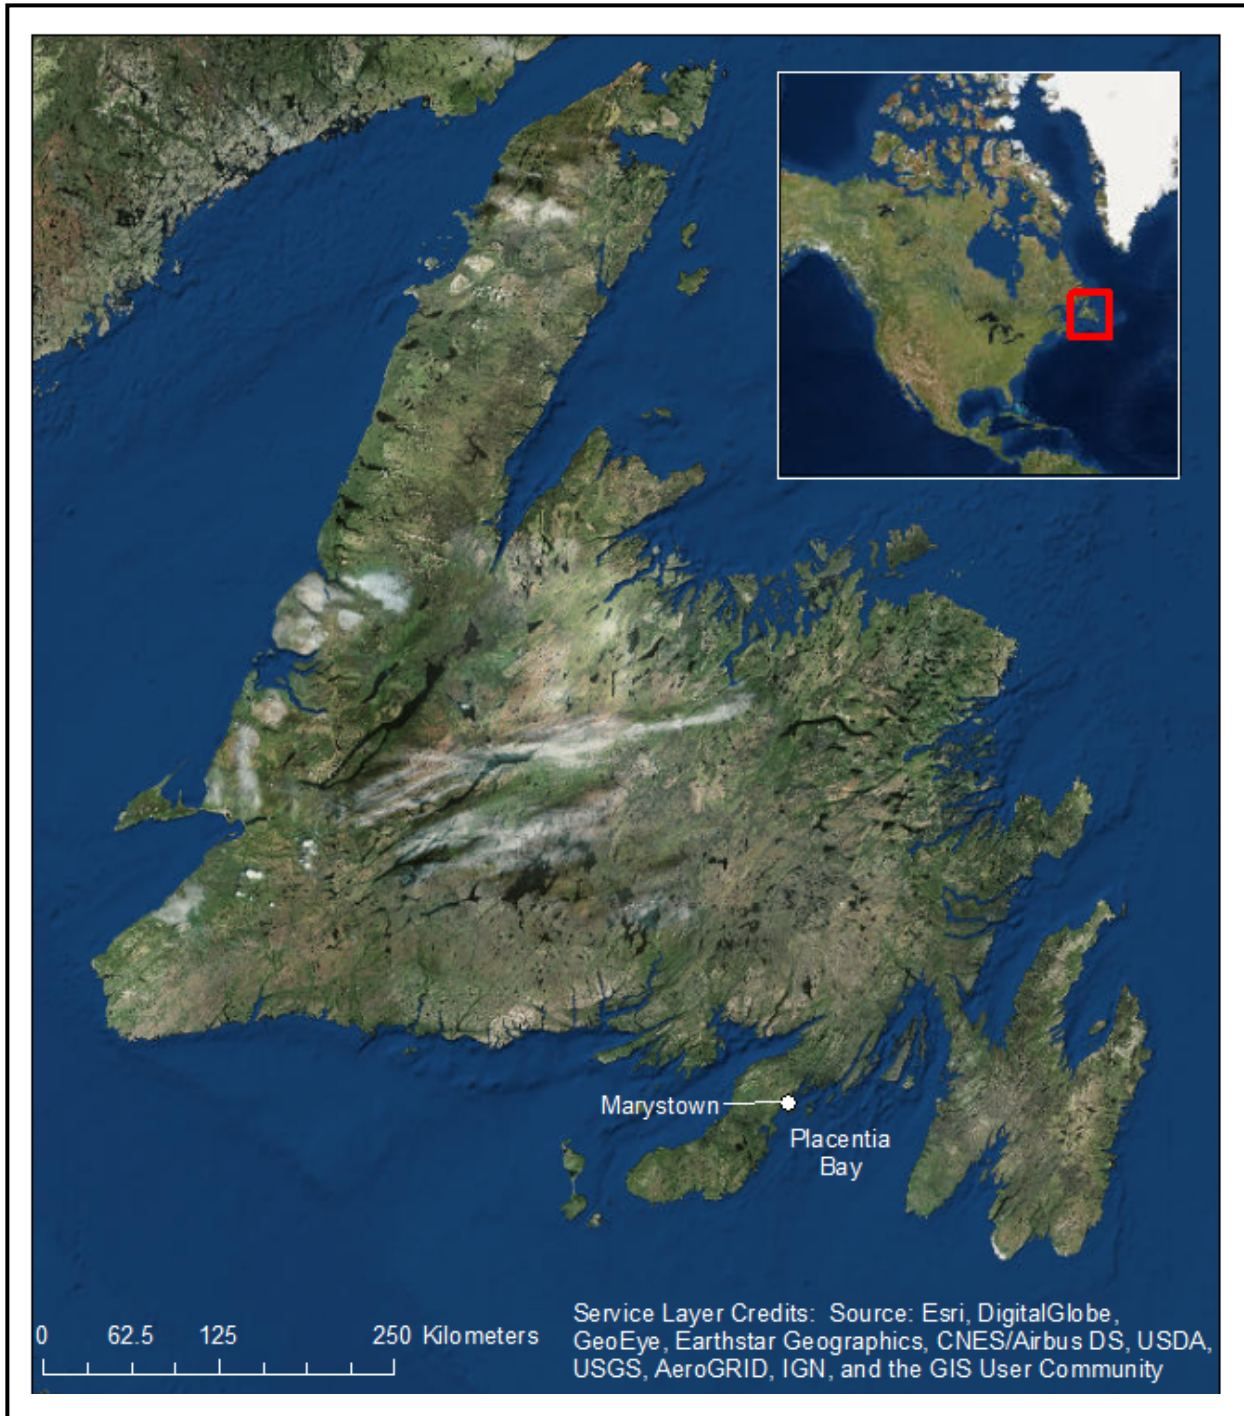 Marystown
Placentia
Bay
0 62.5 125 250 Kilometers
Service Layer Credits: Source: Esri, DigitalGlobe,
GeoEye, Earthstar Geographics, CNES/Airbus DS, USDA,
USGS, AeroGRID, IGN, and the GIS User Community